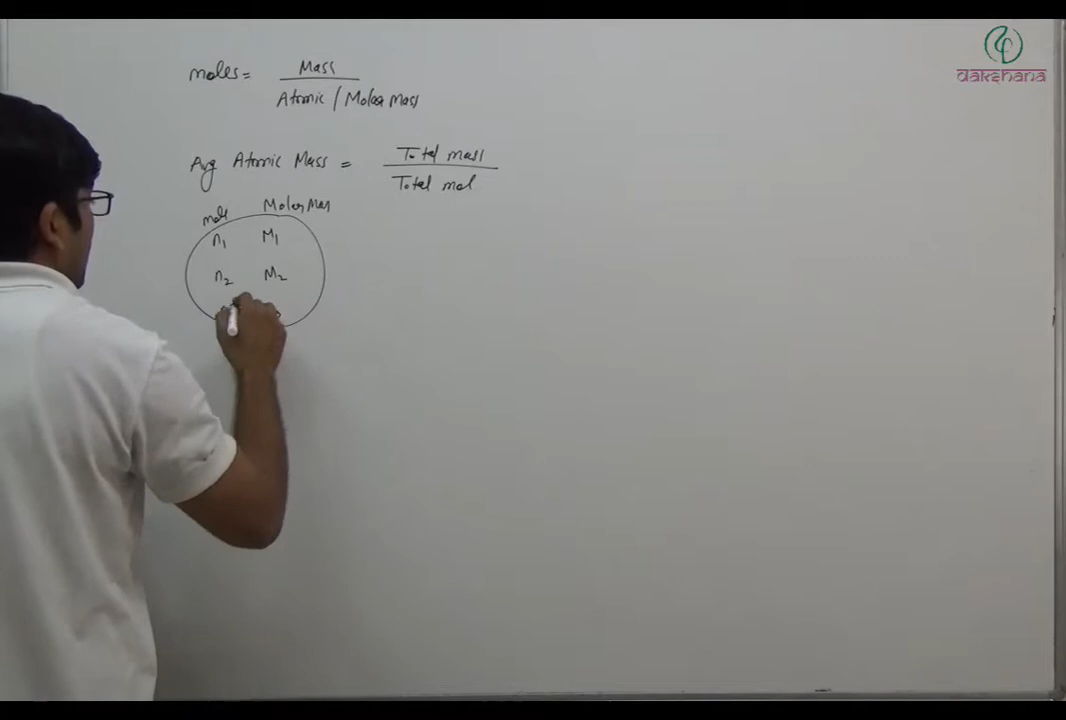 dakshana
moles = Mass / Atomic / Molar Mass
Avg Atomic Mass = Total mass / Total mol
mole Molar Mass
n₁ M₁
n₂ M₂